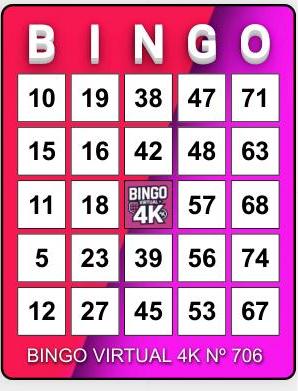 B I N G O
10 19 38 47 71
15 16 42 48 63
11 18 BINGO VIRTUAL 4K 57 68
5 23 39 56 74
12 27 45 53 67
BINGO VIRTUAL 4K Nº 706